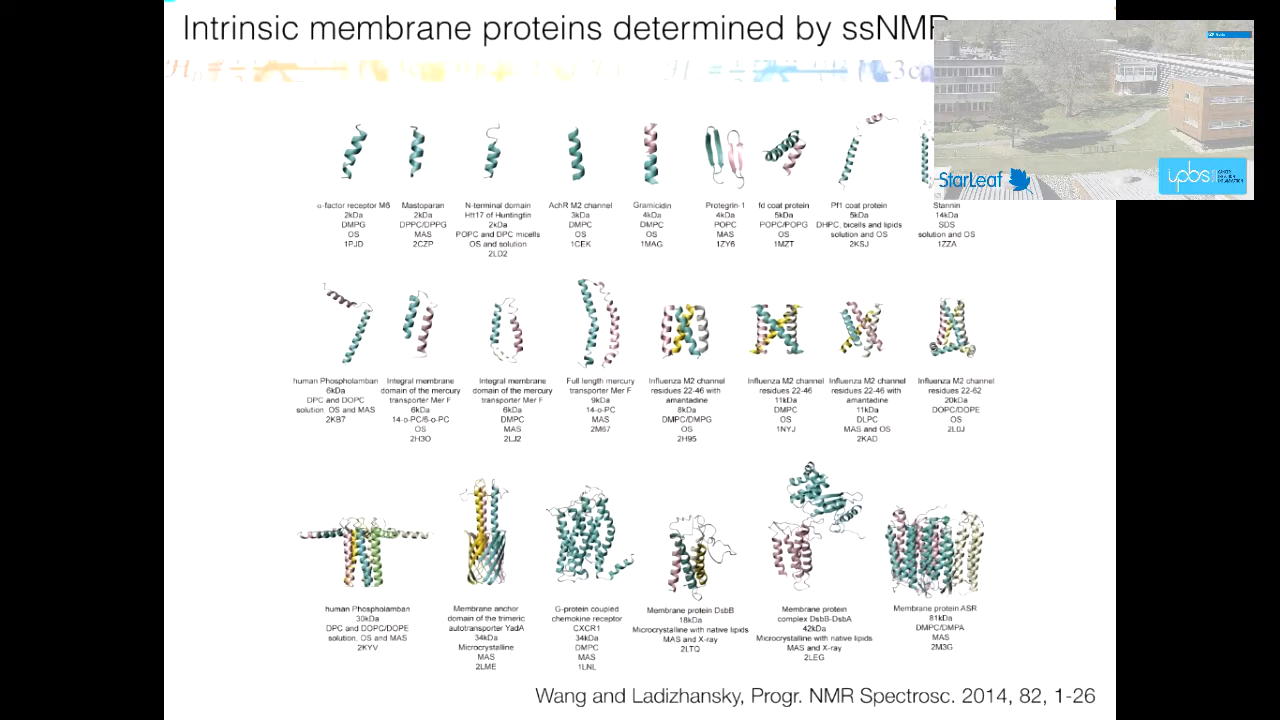 Intrinsic membrane proteins determined by ssNMR
StarLeaf
ipbs
α-factor receptor M6
2kDa
DMPG
OS
1PJD
Mastoparan
2kDa
DPPC/DPPG
MAS
2CZP
N-terminal domain
Htt17 of Huntingtin
2kDa
POPC and DPC micells
OS and solution
2LD2
AchR M2 channel
3kDa
DMPC
OS
1CEK
Gramicidin
4kDa
DMPC
OS
1MAG
Protegrin-1
4kDa
POPC
MAS
1ZY6
fd coat protein
5kDa
POPC/POPG
OS
1MZT
Pf1 coat protein
5kDa
DHPC, bicells and lipids
solution and OS
2KSJ
Stannin
14kDa
SDS
solution and OS
1ZZA
human Phospholamban
6kDa
DPC and DOPC
solution, OS and MAS
2KB7
Integral membrane
domain of the mercury
transporter Mer F
6kDa
14-o-PC/6-o-PC
OS
2H3O
Integral membrane
domain of the mercury
transporter Mer F
6kDa
DMPC
MAS
2LJ2
Full length mercury
transporter Mer F
9kDa
14-o-PC
MAS
2M67
Influenza M2 channel
residues 22-46 with
amantadine
8kDa
DMPC/DMPG
OS
2H95
Influenza M2 channel
residues 22-46
11kDa
DMPC
OS
1NYJ
Influenza M2 channel
residues 22-46 with
amantadine
11kDa
DLPC
MAS and OS
2KAD
Influenza M2 channel
residues 22-62
20kDa
DOPC/DOPE
OS
2L0J
human Phospholamban
30kDa
DPC and DOPC/DOPE
solution, OS and MAS
2KYV
Membrane anchor
domain of the trimeric
autotransporter YadA
34kDa
Microcrystalline
MAS
2LME
G-protein coupled
chemokine receptor
CXCR1
34kDa
DMPC
MAS
1LNL
Membrane protein DsbB
18kDa
Microcrystalline with native lipids
MAS and X-ray
2LTQ
Membrane protein
complex DsbB-DsbA
42kDa
Microcrystalline with native lipids
MAS and X-ray
2LEG
Membrane protein ASR
81kDa
DMPC/DMPA
MAS
2M3G
Wang and Ladizhansky, Progr. NMR Spectrosc. 2014, 82, 1-26